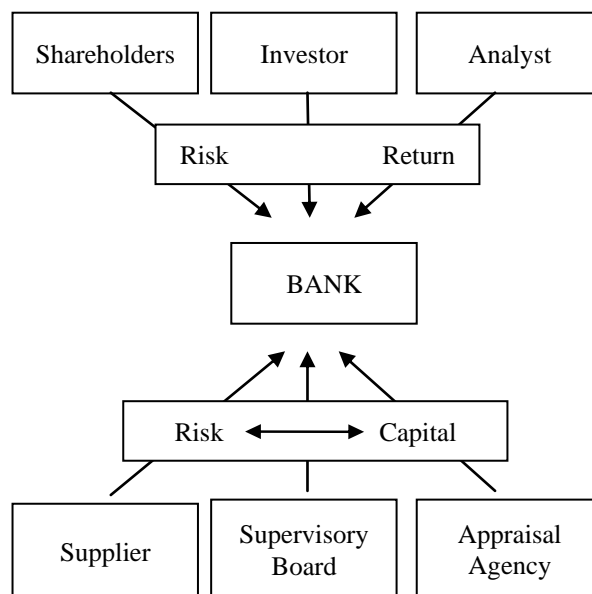 Shareholders
Investor
Analyst
Risk
Return
BANK
Risk
Capital
Supplier
Supervisory
Board
Appraisal
Agency